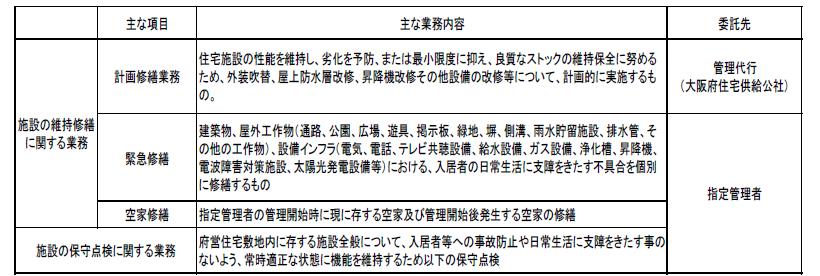 主な項目 主な業務内容 委託先
施設の維持修繕
に関する業務
計画修繕業務
住宅施設の性能を維持し、劣化を予防、または最小限度に抑え、良質なストックの維持保全に努める
ため、外装吹替、屋上防水層改修、昇降機改修その他設備の改修等について、計画的に実施するも
の。
管理代行
(大阪府住宅供給公社)
緊急修繕
建築物、屋外工作物(通路、公園、広場、遊具、掲示板、緑地、塀、側溝、雨水貯留施設、排水管、そ
の他の工作物)、設備インフラ(電気、電話、テレビ共聴設備、給水設備、ガス設備、浄化槽、昇降機、
電波障害対策施設、太陽光発電設備等)における、入居者の日常生活に支障をきたす不具合を個別
に修繕するもの
指定管理者
空家修繕 指定管理者の管理開始時に現に存する空家及び管理開始後発生する空家の修繕
施設の保守点検に関する業務
府営住宅敷地内に存する施設全般について、入居者等への事故防止や日常生活に支障をきたす事の
ないよう、常時適正な状態に機能を維持するため以下の保守点検